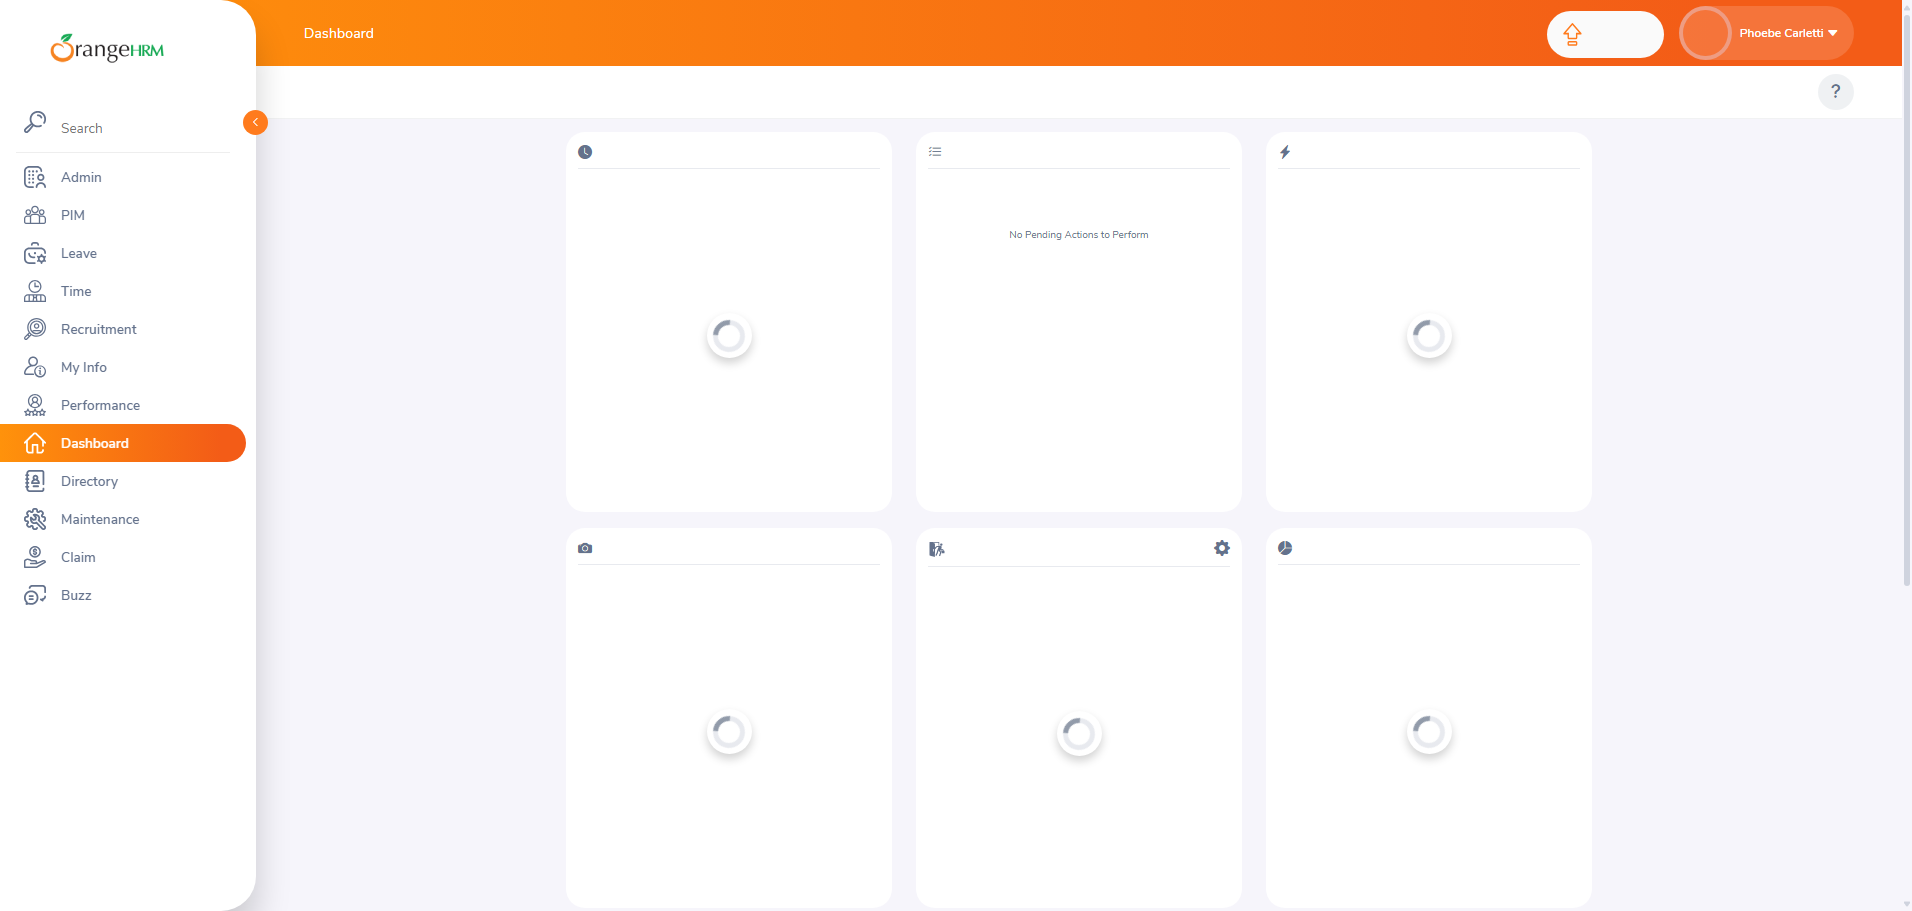 OrangeHRM
Dashboard
Phoebe Carletti
Search
?
Admin
PIM
Leave
Time
Recruitment
My Info
Performance
Dashboard
Directory
Maintenance
Claim
Buzz
No Pending Actions to Perform